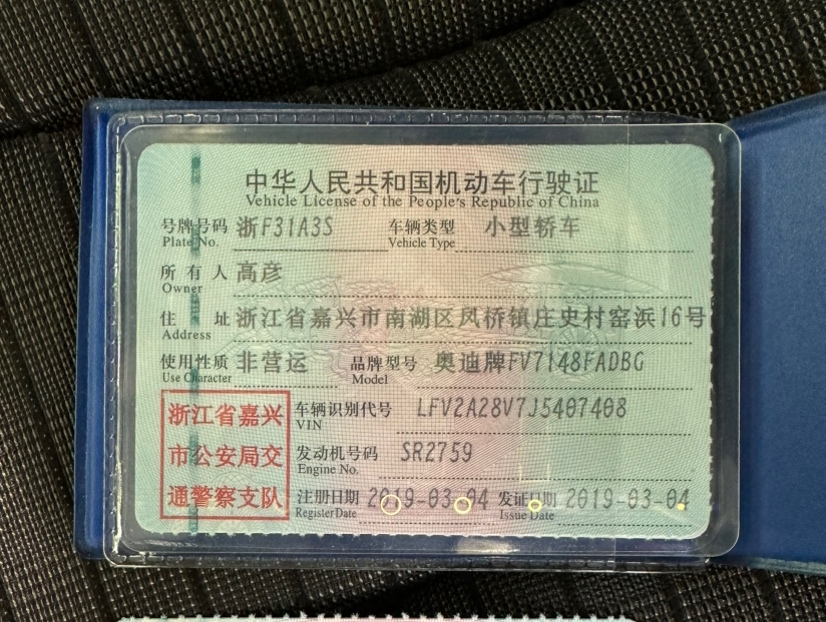 中华人民共和国机动车行驶证
Vehicle License of the People's Republic of China
号牌号码 浙F31A3S 车辆类型 小型轿车
Plate No. Vehicle Type
所有人 高彦
Owner
住址 浙江省嘉兴市南湖区凤桥镇庄史村窑浜16号
Address
使用性质 非营运 品牌型号 奥迪牌FV7148FADBG
Use Character Model
浙江省嘉兴
市公安局交
通警察支队
车辆识别代号 LFV2A28V7J5407408
VIN
发动机号码 SR2759
Engine No.
注册日期 2019-03-04 发证日期 2019-03-04
Register Date Issue Date